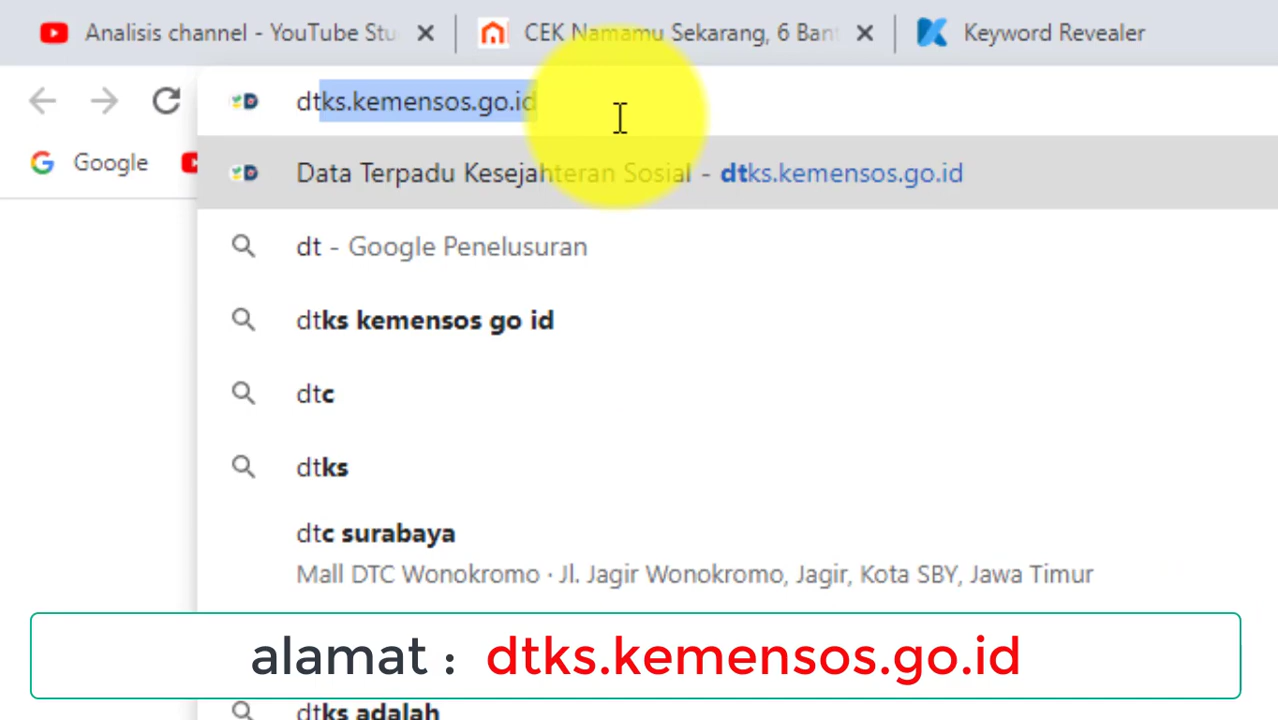 Analisis channel - YouTube Stu
CEK Namamu Sekarang, 6 Ban
Keyword Revealer
dtks.kemensos.go.id
Google
Data Terpadu Kesejahteran Sosial - dtks.kemensos.go.id
dt - Google Penelusuran
dtks kemensos go id
dtc
dtks
dtc surabaya
Mall DTC Wonokromo · Jl. Jagir Wonokromo, Jagir, Kota SBY, Jawa Timur
alamat : dtks.kemensos.go.id
dtks adalah